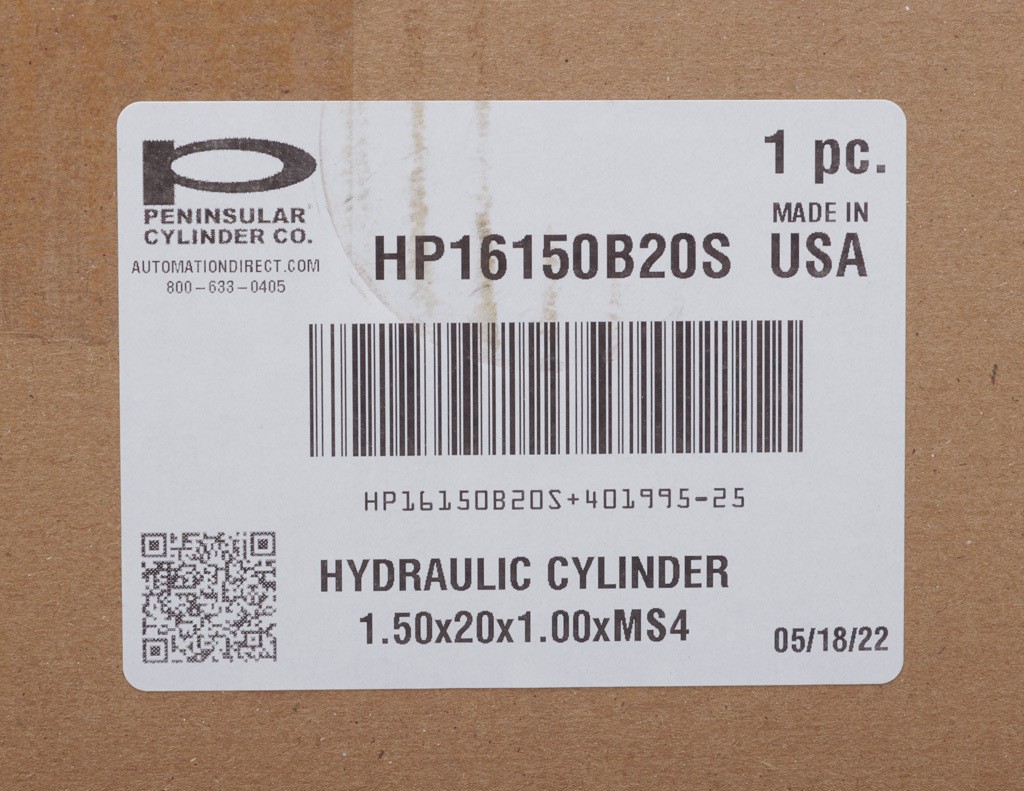 PENINSULAR
CYLINDER CO.
AUTOMATIONDIRECT.COM
800-633-0405
1 pc.
MADE IN
USA
HP16150B20S
HP16150B20S+401995-25
HYDRAULIC CYLINDER
1.50x20x1.00xMS4
05/18/22